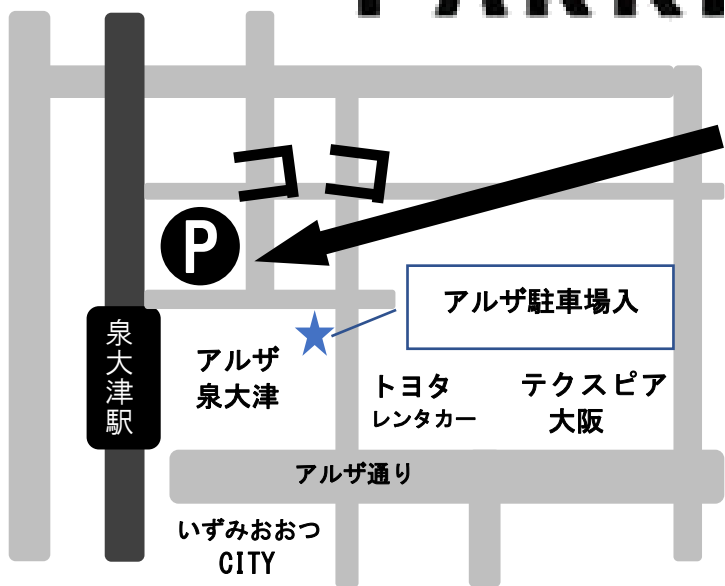 ココ
P
アルザ駐車場入
泉大津駅
アルザ
泉大津
トヨタ
レンタカー
テクスピア
大阪
アルザ通り
いずみおおつ
CITY